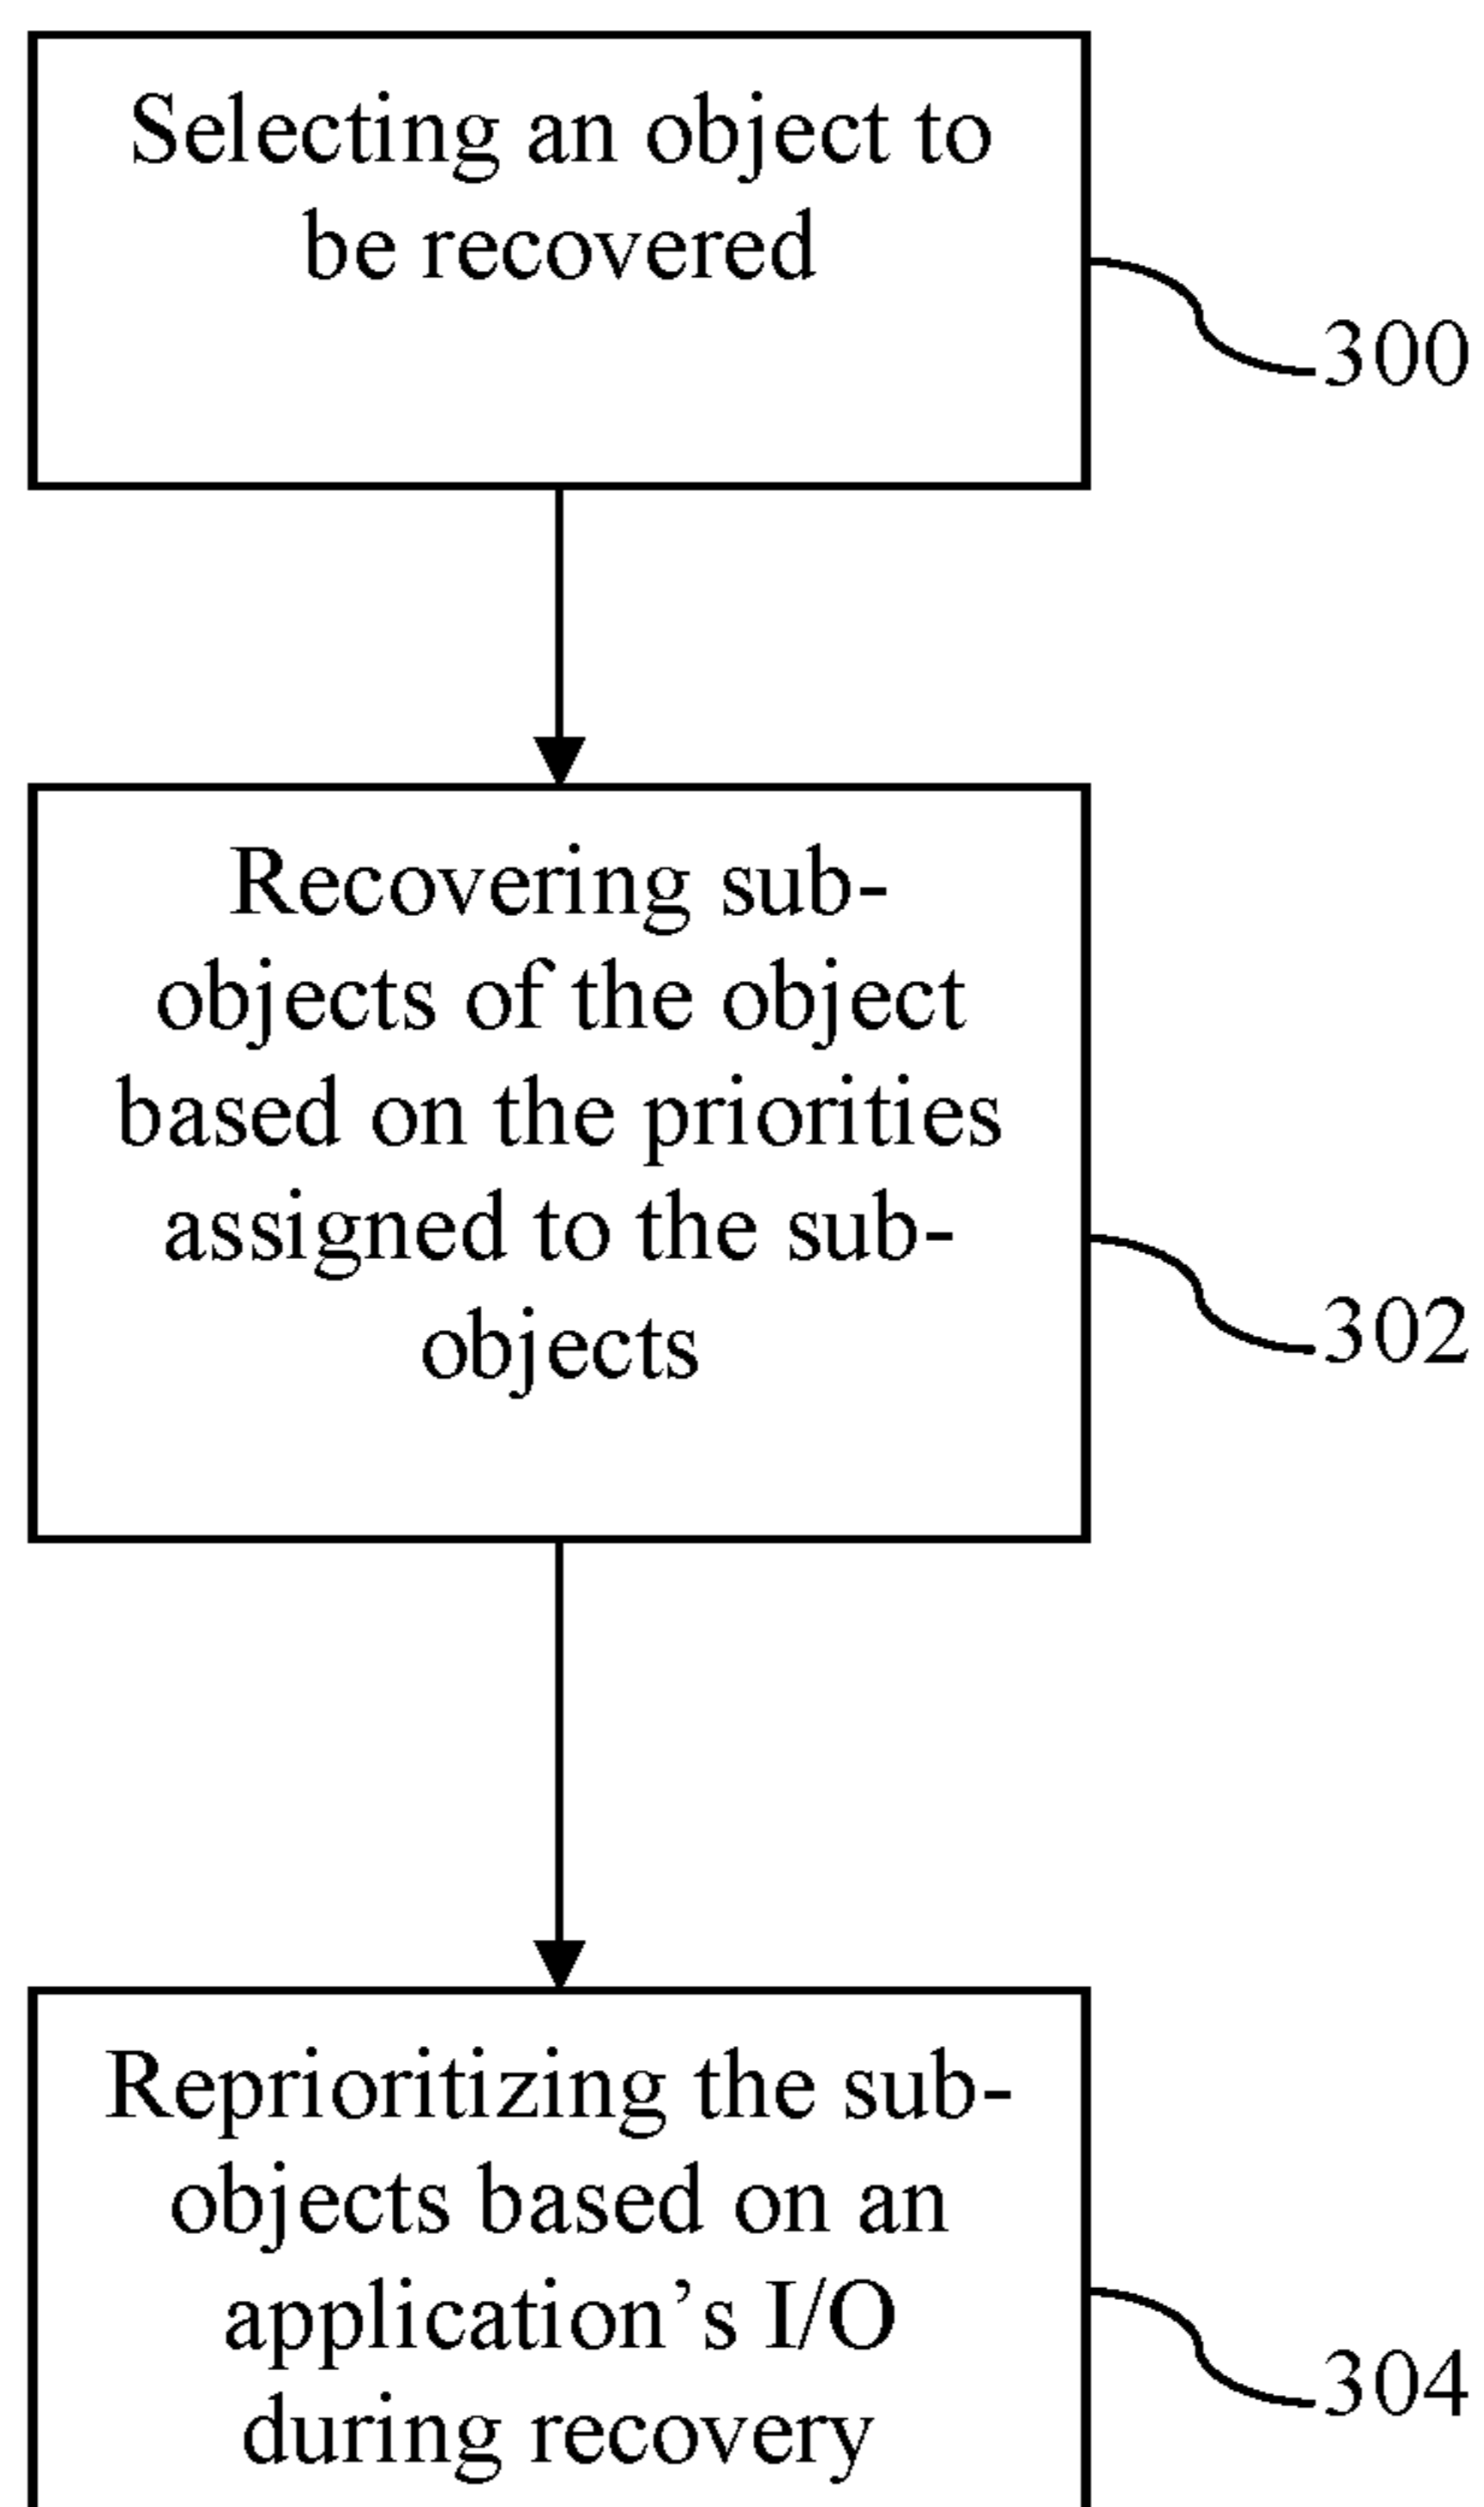 Selecting an object to
be recovered
300
Recovering sub-
objects of the object
based on the priorities
assigned to the sub-
objects
302
Reprioritizing the sub-
objects based on an
application’s I/O
during recovery
304